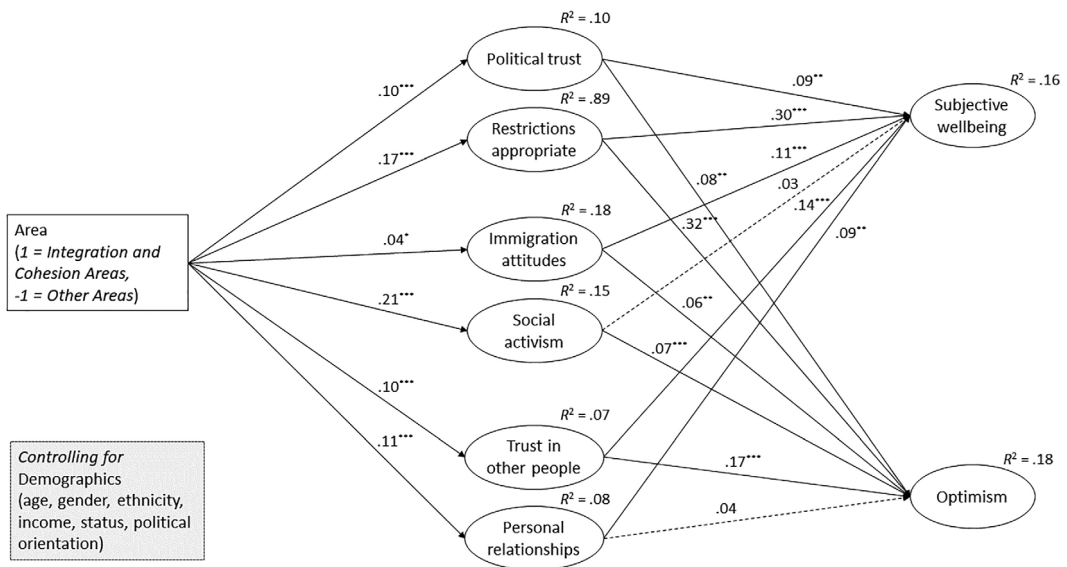 R² = .10
Political trust
.10***
.09**
R² = .16
Subjective
wellbeing
R² = .89
Restrictions
appropriate
.30***
.17***
.11***
.08**
.03
.14***
.32***
.09**
R² = .18
Immigration
attitudes
.04*
Area
(1 = Integration and
Cohesion Areas,
-1 = Other Areas)
.21***
R² = .15
Social
activism
.06**
.07***
.10***
R² = .07
Trust in
other people
.17***
.11***
R² = .18
Optimism
R² = .08
Personal
relationships
.04
Controlling for
Demographics
(age, gender, ethnicity,
income, status, political
orientation)